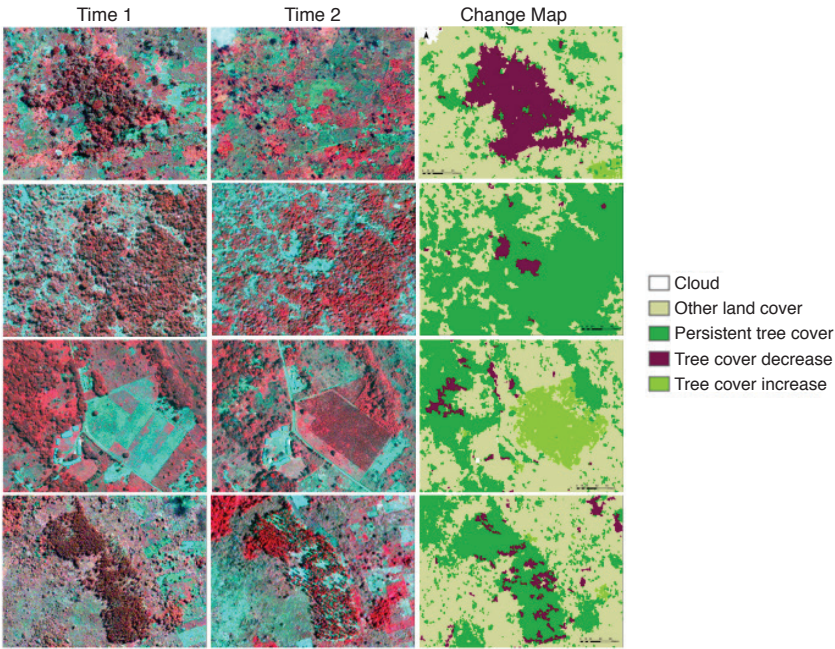 Time 1
Time 2
Change Map
Cloud
Other land cover
Persistent tree cover
Tree cover decrease
Tree cover increase